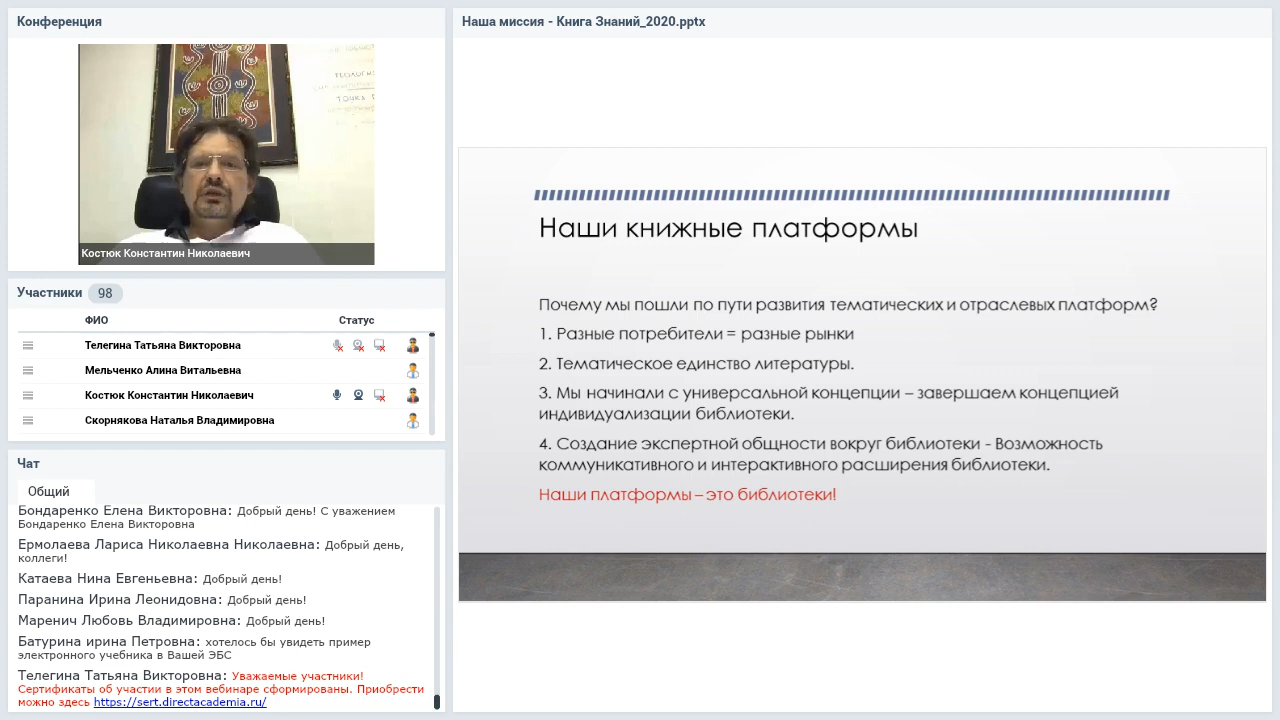 Конференция
ТЕОЛОГИ
Костюк Константин Николаевич
Участники 98
ФИО Статус
Телегина Татьяна Викторовна
Мельченко Алина Витальевна
Костюк Константин Николаевич
Скорнякова Наталья Владимировна
Чат
Общий
Бондаренко Елена Викторовна: Добрый день! С уважением
Бондаренко Елена Викторовна
Ермолаева Лариса Николаевна Николаевна: Добрый день,
коллеги!
Катаева Нина Евгеньевна: Добрый день!
Паранина Ирина Леонидовна: Добрый день!
Маренич Любовь Владимировна: Добрый день!
Батурина ирина Петровна: хотелось бы увидеть пример
электронного учебника в Вашей ЭБС
Телегина Татьяна Викторовна: Уважаемые участники!
Сертификаты об участии в этом вебинаре сформированы. Приобрести
можно здесь https://sert.directacademia.ru/
Наша миссия - Книга Знаний_2020.pptx
Наши книжные платформы
Почему мы пошли по пути развития тематических и отраслевых платформ?
1. Разные потребители = разные рынки
2. Тематическое единство литературы.
3. Мы начинали с универсальной концепции – завершаем концепцией
индивидуализации библиотеки.
4. Создание экспертной общности вокруг библиотеки - Возможность
коммуникативного и интерактивного расширения библиотеки.
Наши платформы – это библиотеки!